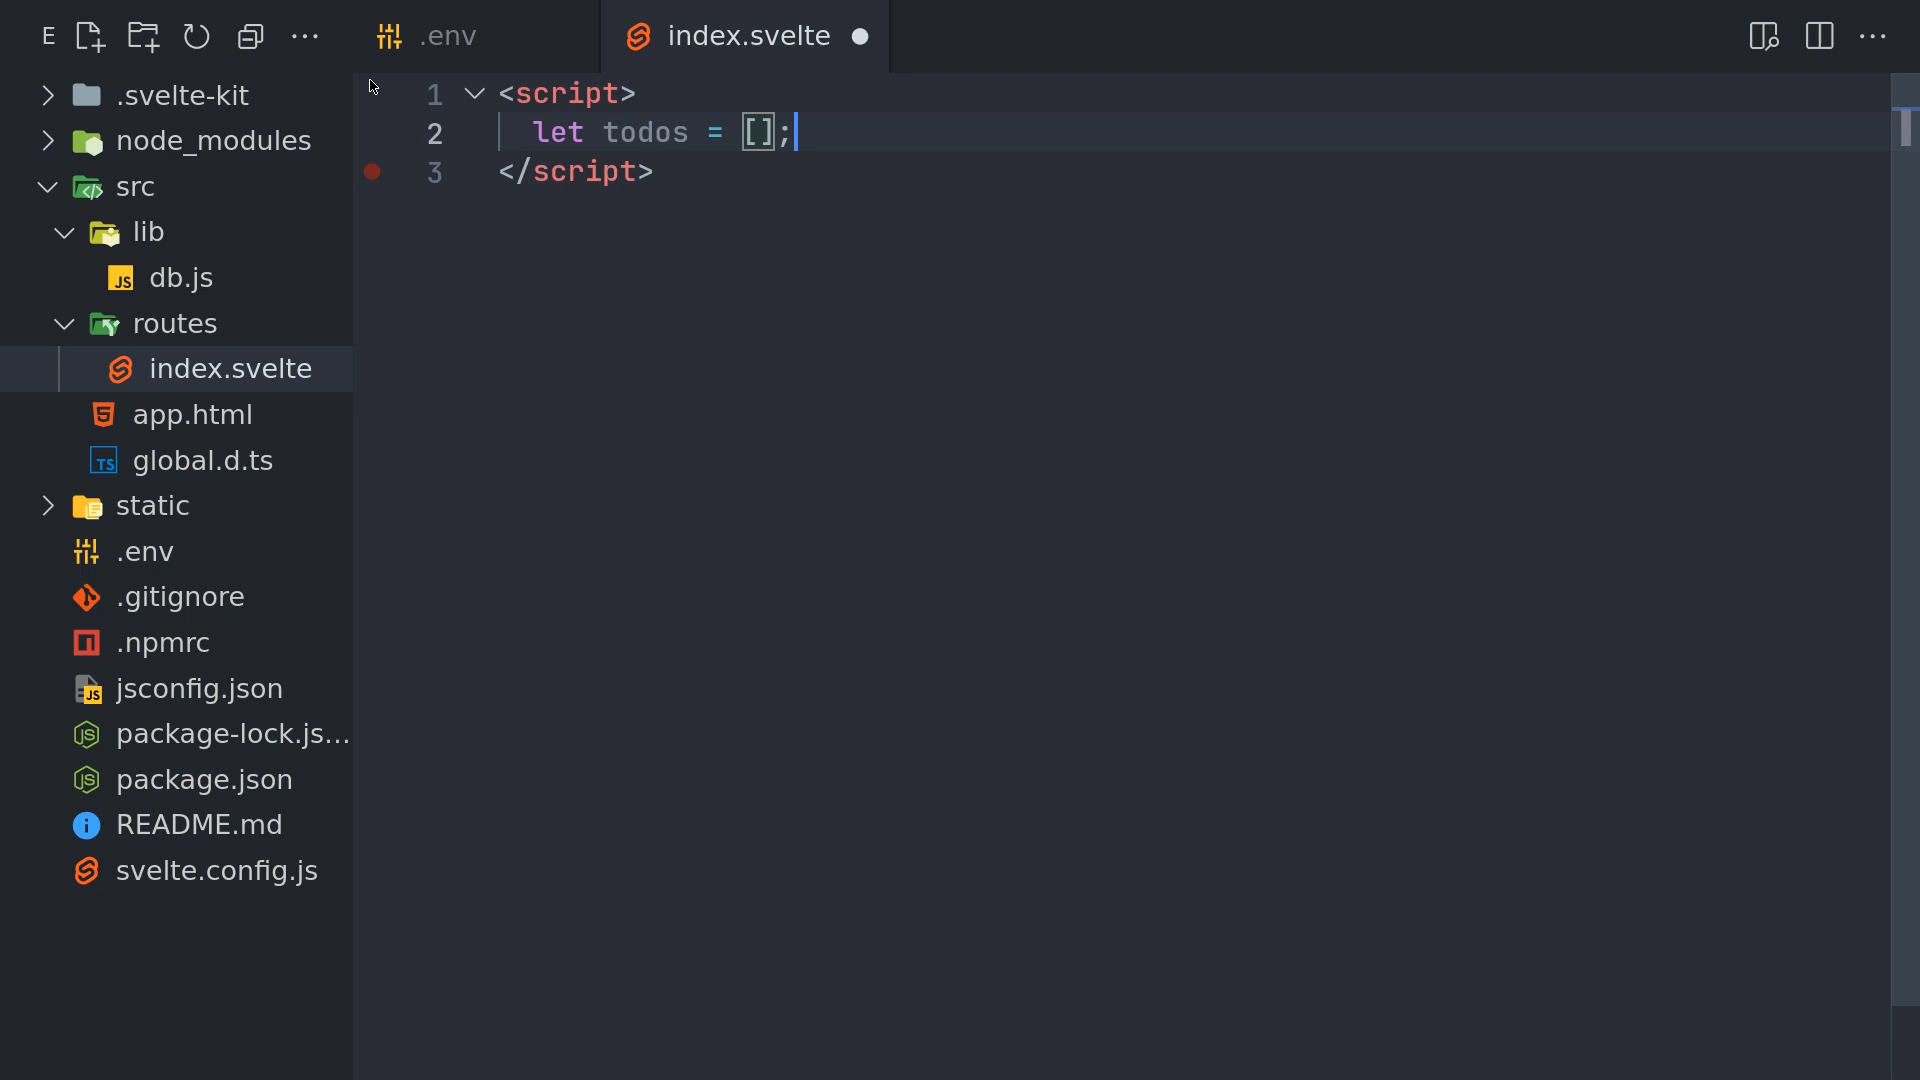 E
.env
index.svelte
.svelte-kit
node_modules
src
lib
db.js
routes
index.svelte
app.html
global.d.ts
static
.env
.gitignore
.npmrc
jsconfig.json
package-lock.js...
package.json
README.md
svelte.config.js
1 <script>
2 let todos = [];
3 </script>